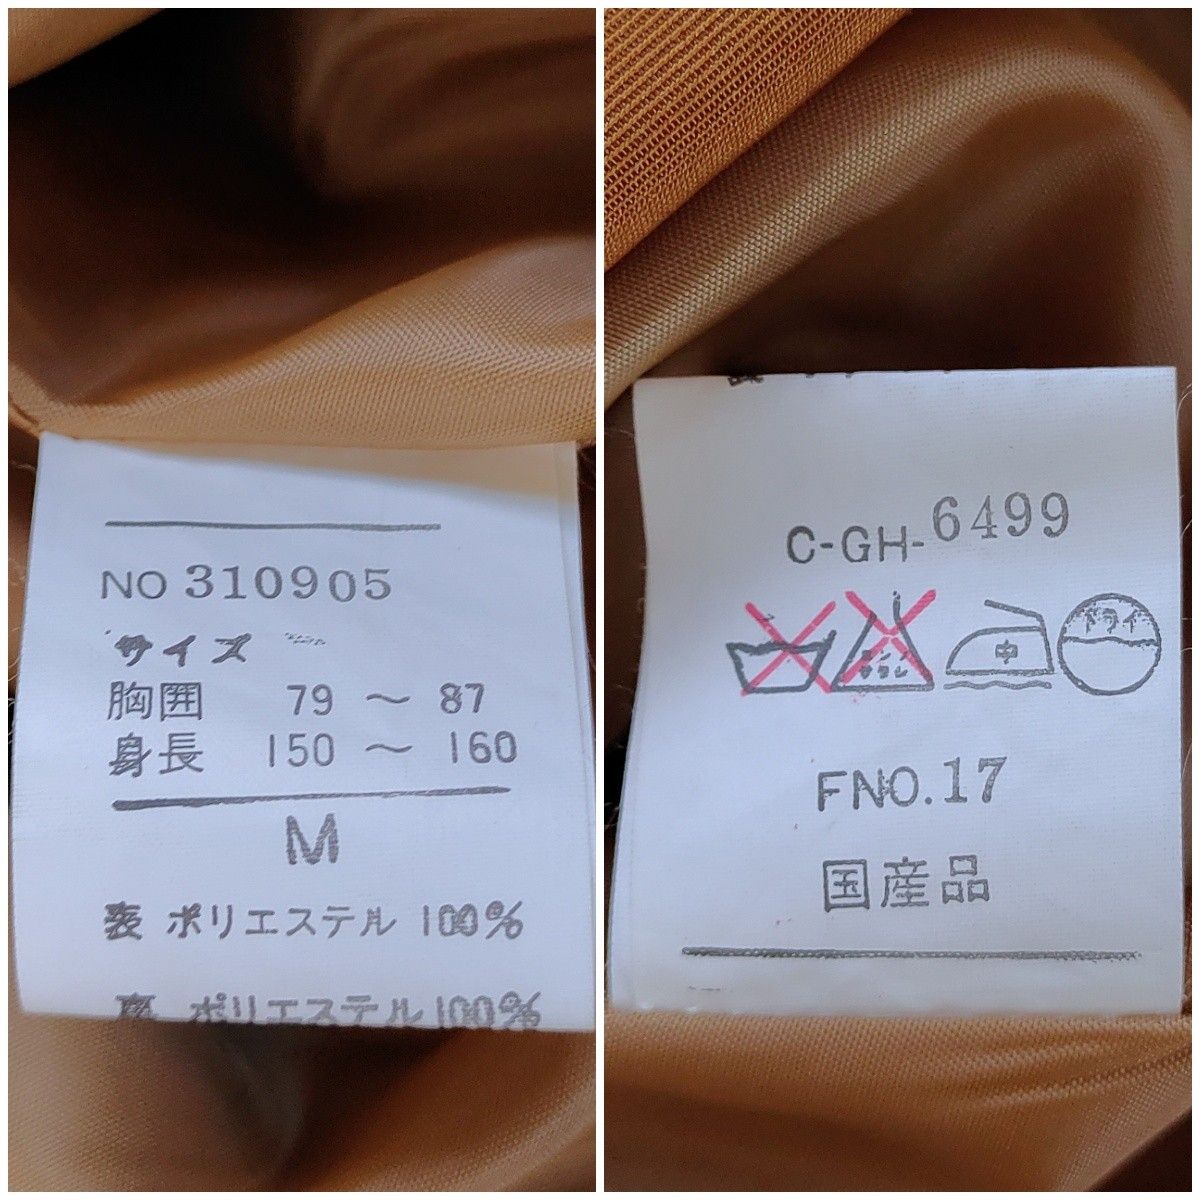 NO 310905
サイズ
胸囲 79 〜 87
身長 150 〜 160
M
表 ポリエステル 100%
裏 ポリエステル 100%
C-GH-6499
中
ドライ
FNO.17
国産品